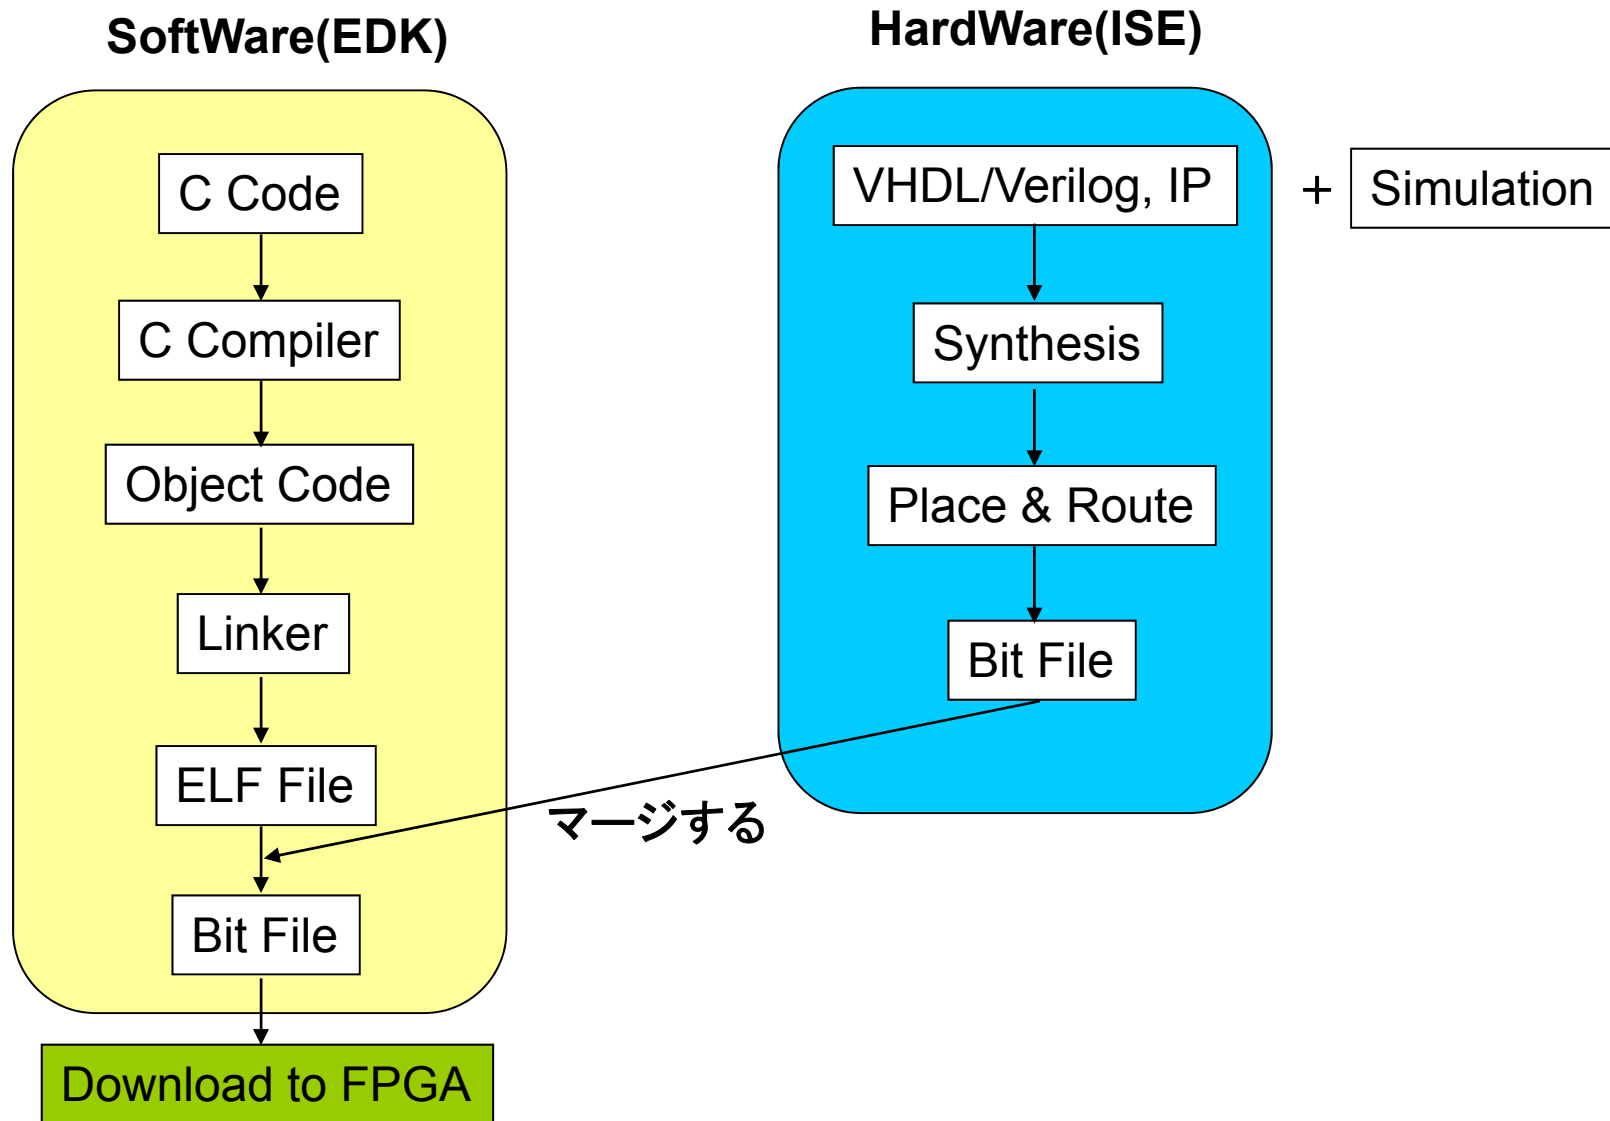 SoftWare(EDK)
C Code
C Compiler
Object Code
Linker
ELF File
Bit File
Download to FPGA
マージする
HardWare(ISE)
VHDL/Verilog, IP
+
Simulation
Synthesis
Place & Route
Bit File